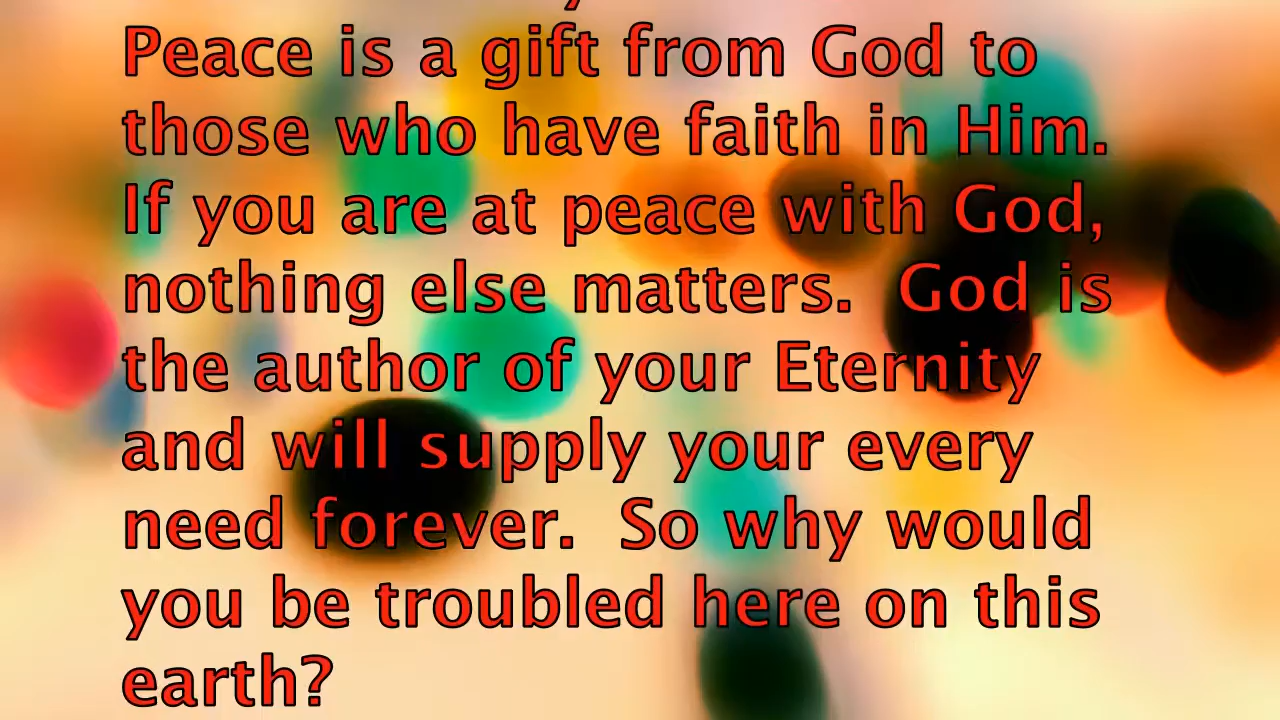 Peace is a gift from God to
those who have faith in Him.
If you are at peace with God,
nothing else matters.  God is
the author of your Eternity
and will supply your every
need forever.  So why would
you be troubled here on this
earth?